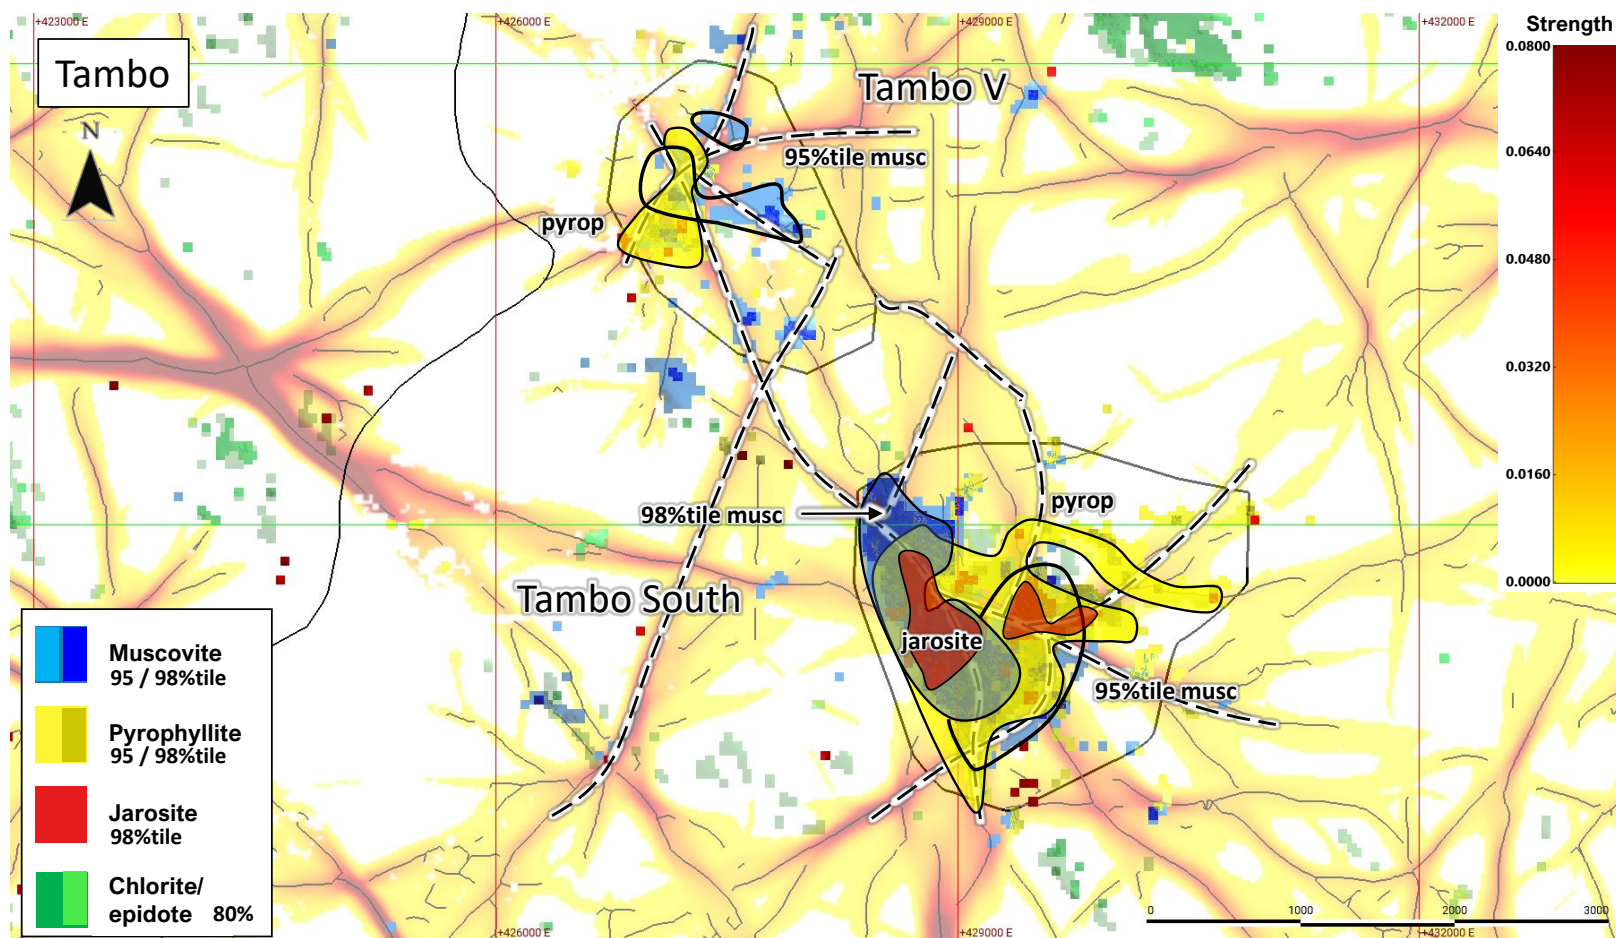 +423000 E
+426000 E
+429000 E
+432000 E
Strength
Tambo
Tambo V
0.0800
N
95%tile musc
0.0640
pyrop
0.0480
0.0320
0.0160
98%tile musc
pyrop
0.0000
Tambo South
jarosite
95%tile musc
Muscovite
95 / 98%tile
Pyrophyllite
95 / 98%tile
Jarosite
98%tile
Chlorite/
epidote 80%
0
1000
2000
3000
+426000 E
+429000 E
+432000 E